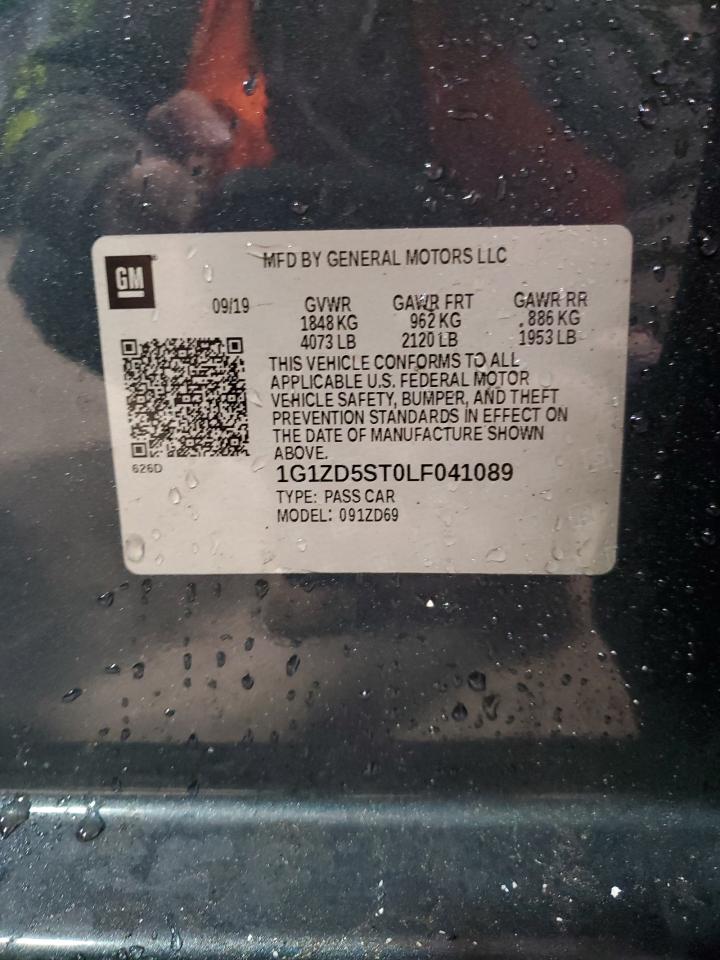 GM
MFD BY GENERAL MOTORS LLC
09/19
GVWR
1848 KG
4073 LB
GAWR FRT
962 KG
2120 LB
GAWR RR
886 KG
1953 LB
THIS VEHICLE CONFORMS TO ALL
APPLICABLE U.S. FEDERAL MOTOR
VEHICLE SAFETY, BUMPER, AND THEFT
PREVENTION STANDARDS IN EFFECT ON
THE DATE OF MANUFACTURE SHOWN
ABOVE.
626D
1G1ZD5ST0LF041089
TYPE: PASS CAR
MODEL: 091ZD69